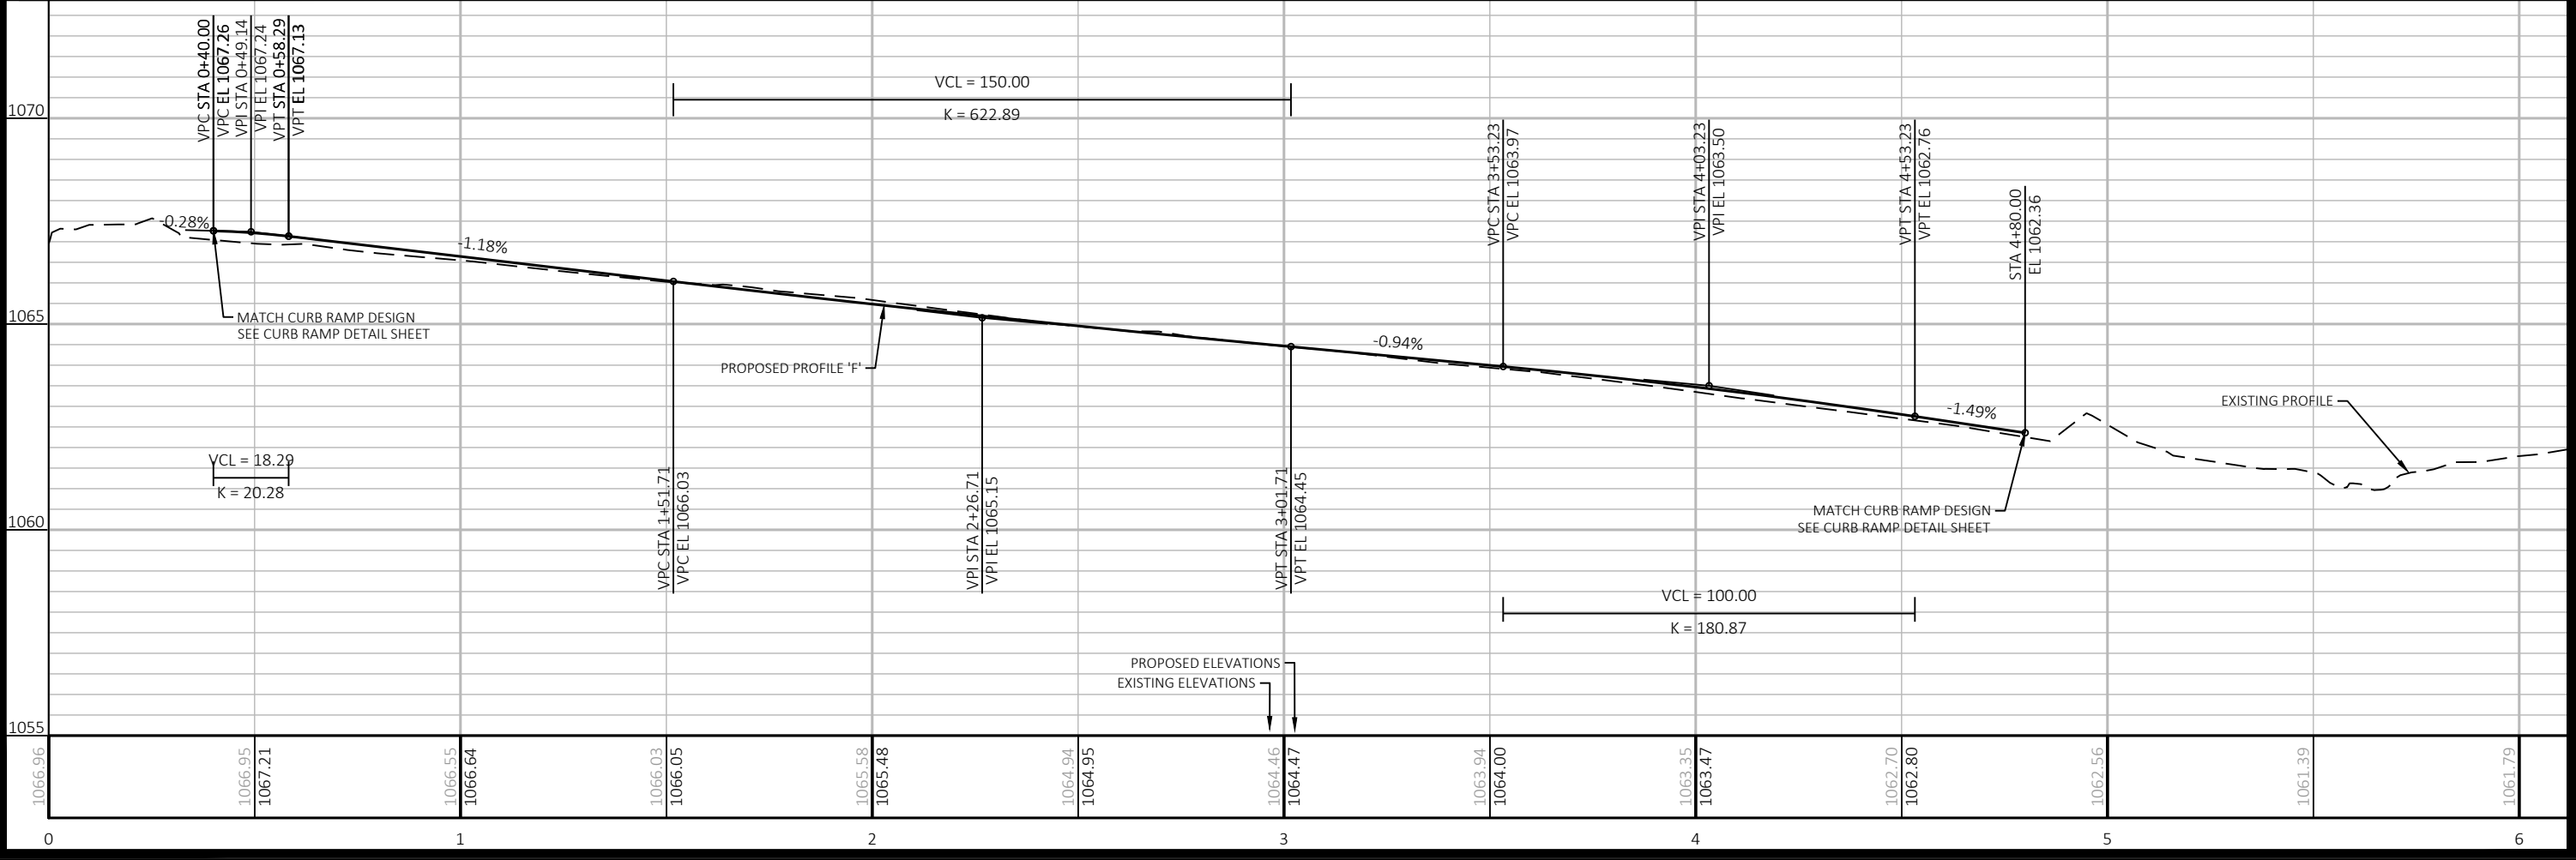 VPC STA 0+40.00
VPC EL 1067.26
VPI STA 0+49.14
VPI EL 1067.24
VPT STA 0+58.29
VPT EL 1067.13
VCL = 150.00
K = 622.89
1070
VPC STA 3+53.23
VPC EL 1063.97
VPI STA 4+03.23
VPI EL 1063.50
VPT STA 4+53.23
VPT EL 1062.76
STA 4+80.00
EL 1062.36
-0.28%
-1.18%
MATCH CURB RAMP DESIGN
SEE CURB RAMP DETAIL SHEET
1065
-0.94%
PROPOSED PROFILE 'F'
-1.49%
EXISTING PROFILE
VCL = 18.29
K = 20.28
VPC STA 1+51.71
VPC EL 1066.03
VPI STA 2+26.71
VPI EL 1065.15
VPT STA 3+01.71
VPT EL 1064.45
MATCH CURB RAMP DESIGN
SEE CURB RAMP DETAIL SHEET
1060
VCL = 100.00
K = 180.87
PROPOSED ELEVATIONS
EXISTING ELEVATIONS
1055
1066.96
1066.95
1067.21
1066.55
1066.64
1066.03
1066.05
1065.58
1065.48
1064.94
1064.95
1064.46
1064.47
1063.94
1064.00
1063.35
1063.47
1062.70
1062.80
1062.56
1061.39
1061.79
0
1
2
3
4
5
6